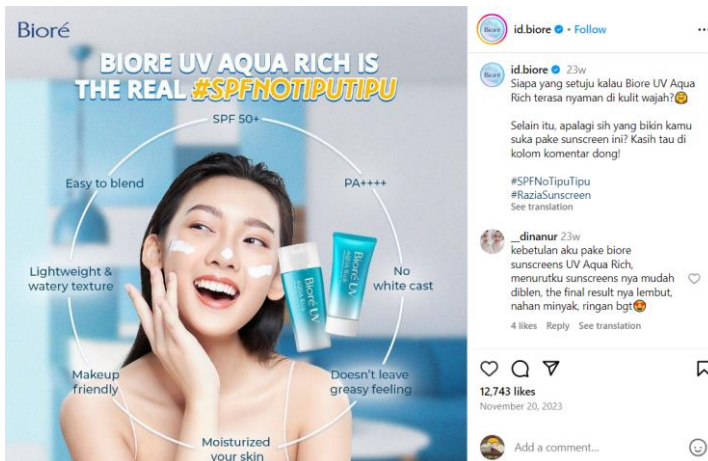 Bioré
BIORE UV AQUA RICH IS
THE REAL #SPFNOTIPUTIPU
SPF 50+
Easy to blend
PA++++
Lightweight &
watery texture
No
white cast
Makeup
friendly
Doesn't leave
greasy feeling
Moisturized
your skin
Bioré UV
AQUA Rich
Bioré UV
AQUA Rich
Bioré
id.biore • Follow
Bioré
id.biore 23w
Siapa yang setuju kalau Biore UV Aqua
Rich terasa nyaman di kulit wajah?🤗
Selain itu, apalagi sih yang bikin kamu
suka pake sunscreen ini? Kasih tau di
kolom komentar dong!
#SPFNoTipuTipu
#RaziaSunscreen
See translation
__dinanur 23w
kebetulan aku pake biore
sunscreens UV Aqua Rich,
menurutku sunscreens nya mudah
diblen, the final result nya lembut,
nahan minyak, ringan bgt🤩
4 likes Reply See translation
12,743 likes
November 20, 2023
Add a comment...